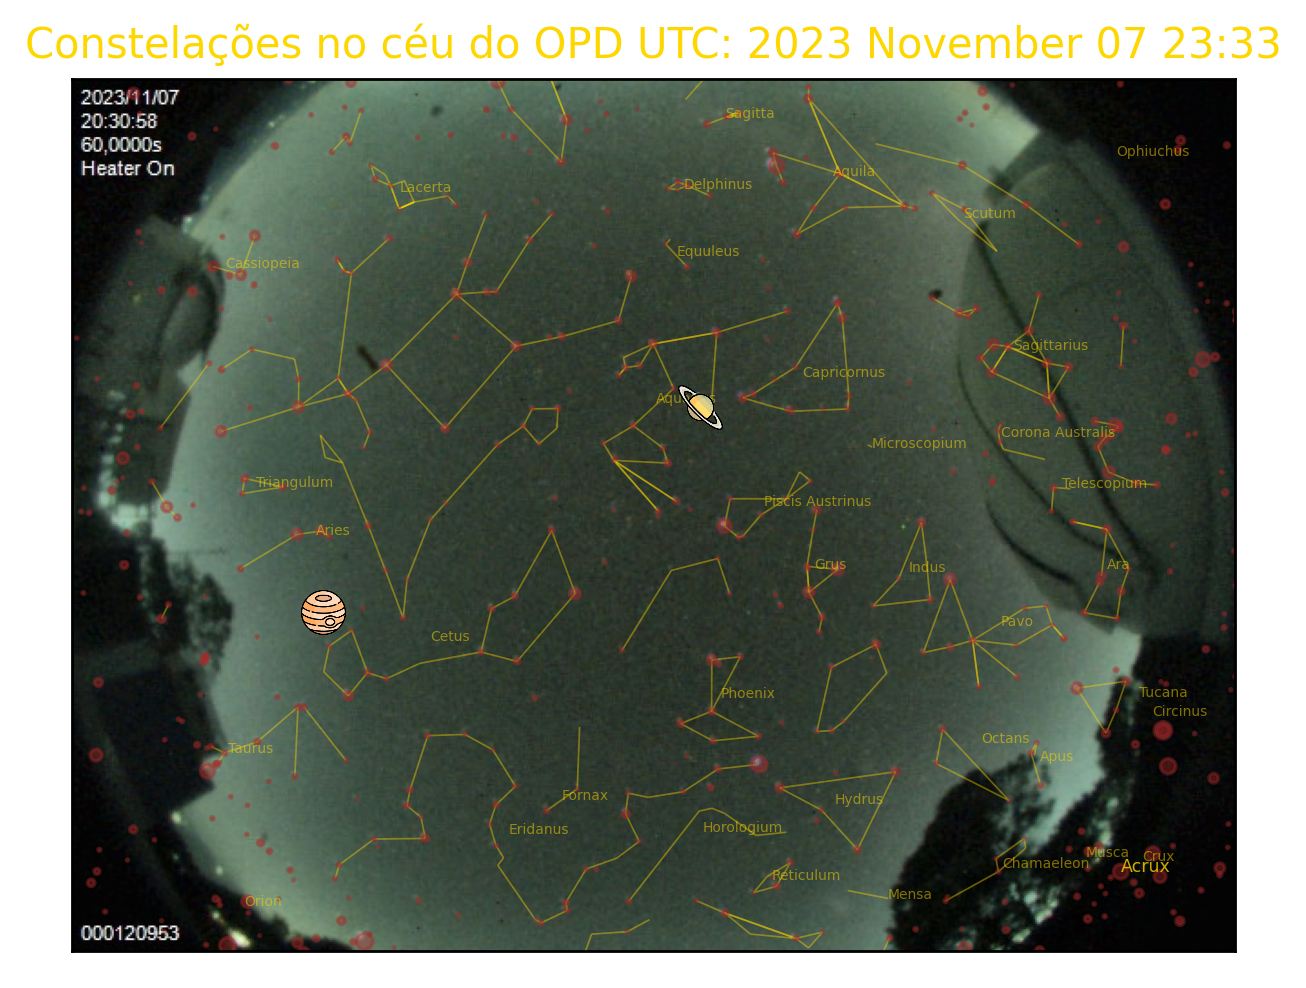 Constelações no céu do OPD UTC: 2023 November 07 23:33
2023/11/07
20:30:58
60,0000s
Heater On
Sagitta
Ophiuchus
Aquila
Lacerta
Delphinus
Scutum
Equuleus
Cassiopeia
Sagittarius
Capricornus
Corona Australis
Microscopium
Triangulum
Telescopium
Piscis Austrinus
Aries
Grus
Indus
Ara
Pavo
Cetus
Phoenix
Tucana
Circinus
Octans
Taurus
Apus
Fornax
Hydrus
Eridanus
Horologium
Musca
Crux
Chamaeleon
Acrux
Reticulum
Mensa
Orion
000120953